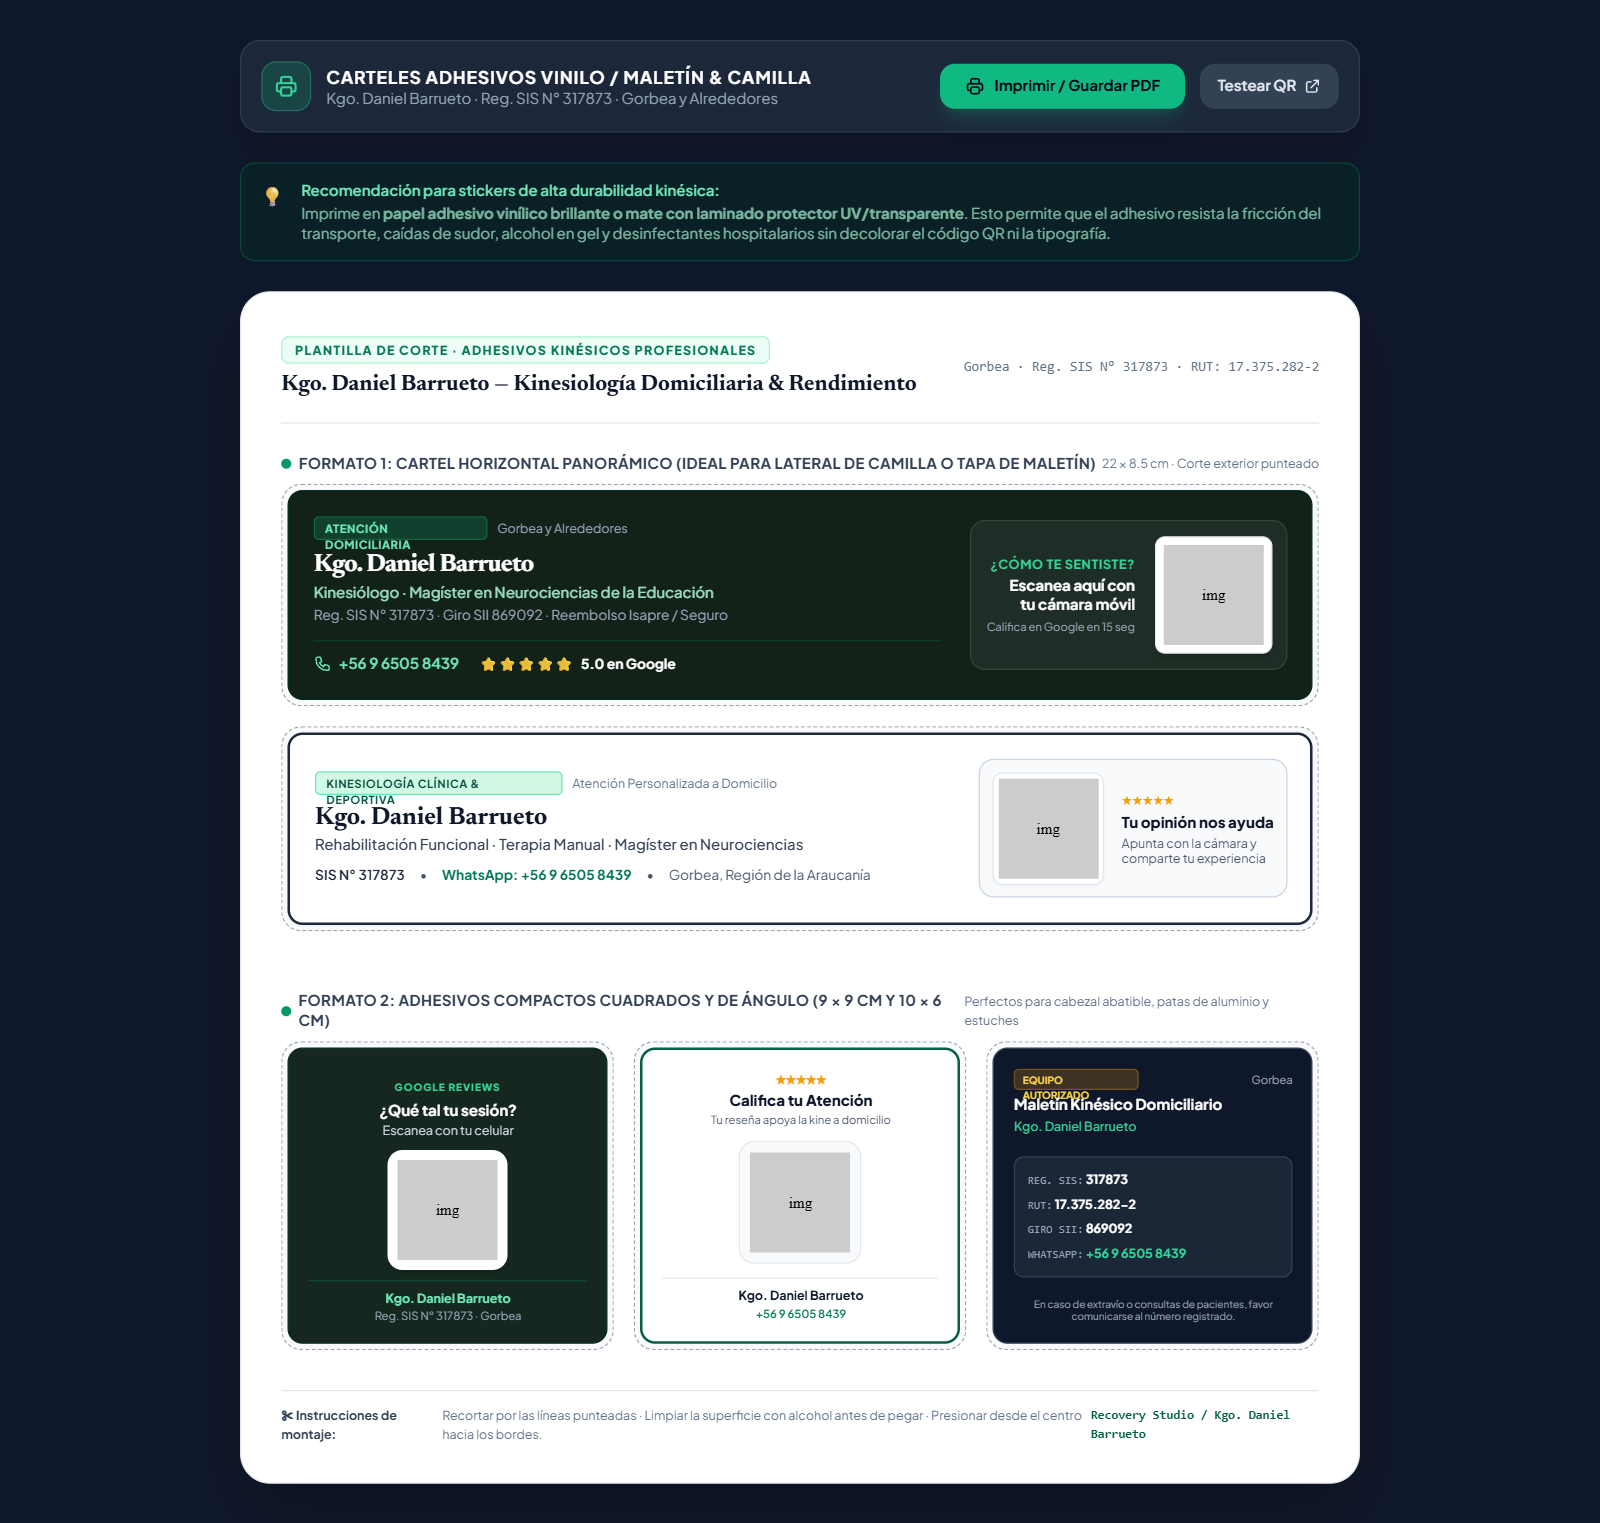 CARTELES ADHESIVOS VINILO / MALETÍN & CAMILLA
Kgo. Daniel Barrueto · Reg. SIS N° 317873 · Gorbea y Alrededores
Imprimir / Guardar PDF
Testear QR
Recomendación para stickers de alta durabilidad kinésica:
Imprime en papel adhesivo vinílico brillante o mate con laminado protector UV/transparente. Esto permite que el adhesivo resista la fricción del
transporte, caídas de sudor, alcohol en gel y desinfectantes hospitalarios sin decolorar el código QR ni la tipografía.
PLANTILLA DE CORTE · ADHESIVOS KINÉSICOS PROFESIONALES
Kgo. Daniel Barrueto — Kinesiología Domiciliaria & Rendimiento
Gorbea · Reg. SIS N° 317873 · RUT: 17.375.282-2
FORMATO 1: CARTEL HORIZONTAL PANORÁMICO (IDEAL PARA LATERAL DE CAMILLA O TAPA DE MALETÍN)
22 × 8.5 cm · Corte exterior punteado
ATENCIÓN
DOMICILIARIA
Gorbea y Alrededores
Kgo. Daniel Barrueto
Kinesiólogo · Magíster en Neurociencias de la Educación
Reg. SIS N° 317873 · Giro SII 869092 · Reembolso Isapre / Seguro
+56 9 6505 8439
5.0 en Google
¿CÓMO TE SENTISTE?
Escanea aquí con
tu cámara móvil
Califica en Google en 15 seg
img
KINESIOLOGÍA CLÍNICA &
DEPORTIVA
Atención Personalizada a Domicilio
Kgo. Daniel Barrueto
Rehabilitación Funcional · Terapia Manual · Magíster en Neurociencias
SIS N° 317873 • WhatsApp: +56 9 6505 8439 • Gorbea, Región de la Araucanía
img
★★★★★
Tu opinión nos ayuda
Apunta con la cámara y
comparte tu experiencia
FORMATO 2: ADHESIVOS COMPACTOS CUADRADOS Y DE ÁNGULO (9 × 9 CM Y 10 × 6
CM)
Perfectos para cabezal abatible, patas de aluminio y
estuches
GOOGLE REVIEWS
¿Qué tal tu sesión?
Escanea con tu celular
img
Kgo. Daniel Barrueto
Reg. SIS N° 317873 · Gorbea
★★★★★
Califica tu Atención
Tu reseña apoya la kine a domicilio
img
Kgo. Daniel Barrueto
+56 9 6505 8439
EQUIPO
AUTORIZADO
Gorbea
Maletín Kinésico Domiciliario
Kgo. Daniel Barrueto
REG. SIS: 317873
RUT: 17.375.282-2
GIRO SII: 869092
WHATSAPP: +56 9 6505 8439
En caso de extravío o consultas de pacientes, favor
comunicarse al número registrado.
✂ Instrucciones de
montaje:
Recortar por las líneas punteadas · Limpiar la superficie con alcohol antes de pegar · Presionar desde el centro
hacia los bordes.
Recovery Studio / Kgo. Daniel
Barrueto